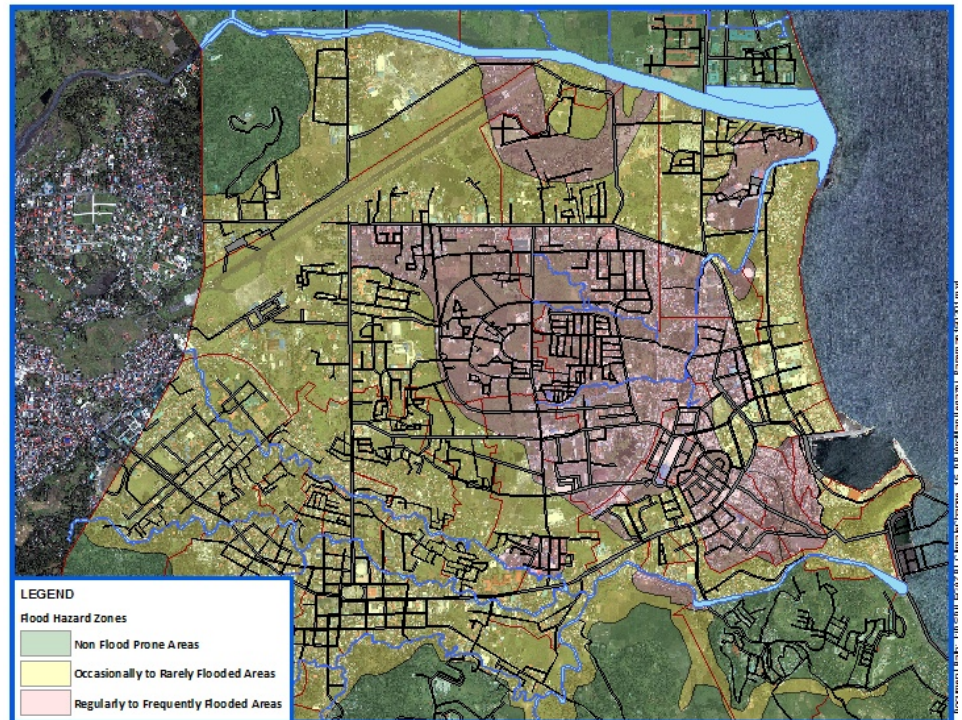 LEGEND
Flood Hazard Zones
Non Flood Prone Areas
Occasionally to Rarely Flooded Areas
Regularly to Frequently Flooded Areas